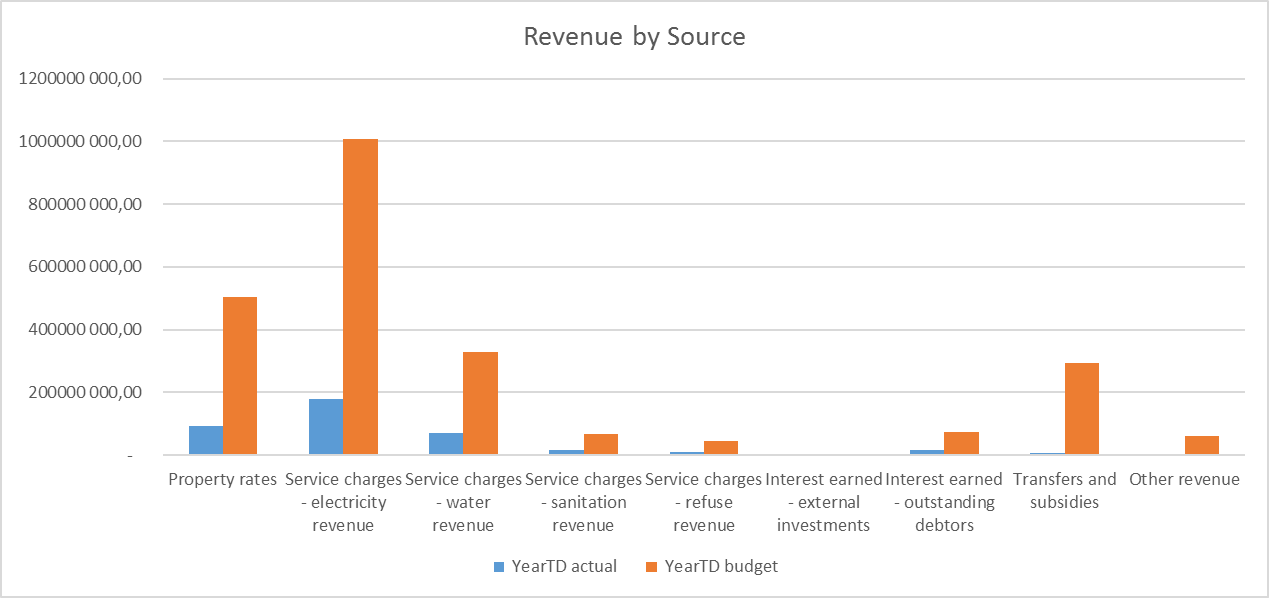 Revenue by Source
1200000 000,00
1000000 000,00
800000 000,00
600000 000,00
400000 000,00
200000 000,00
-
Property rates
Service charges
- electricity
revenue
Service charges
- water
revenue
Service charges
- sanitation
revenue
Service charges
- refuse
revenue
Interest earned
- external
investments
Interest earned
- outstanding
debtors
Transfers and
subsidies
Other revenue
YearTD actual
YearTD budget